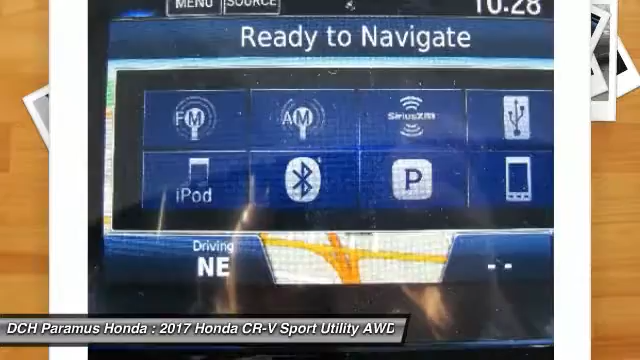 MENU SOURCE 10:28
Ready to Navigate
FM AM SiriusXM
iPod P
Driving
NE --
DCH Paramus Honda : 2017 Honda CR-V Sport Utility AWD